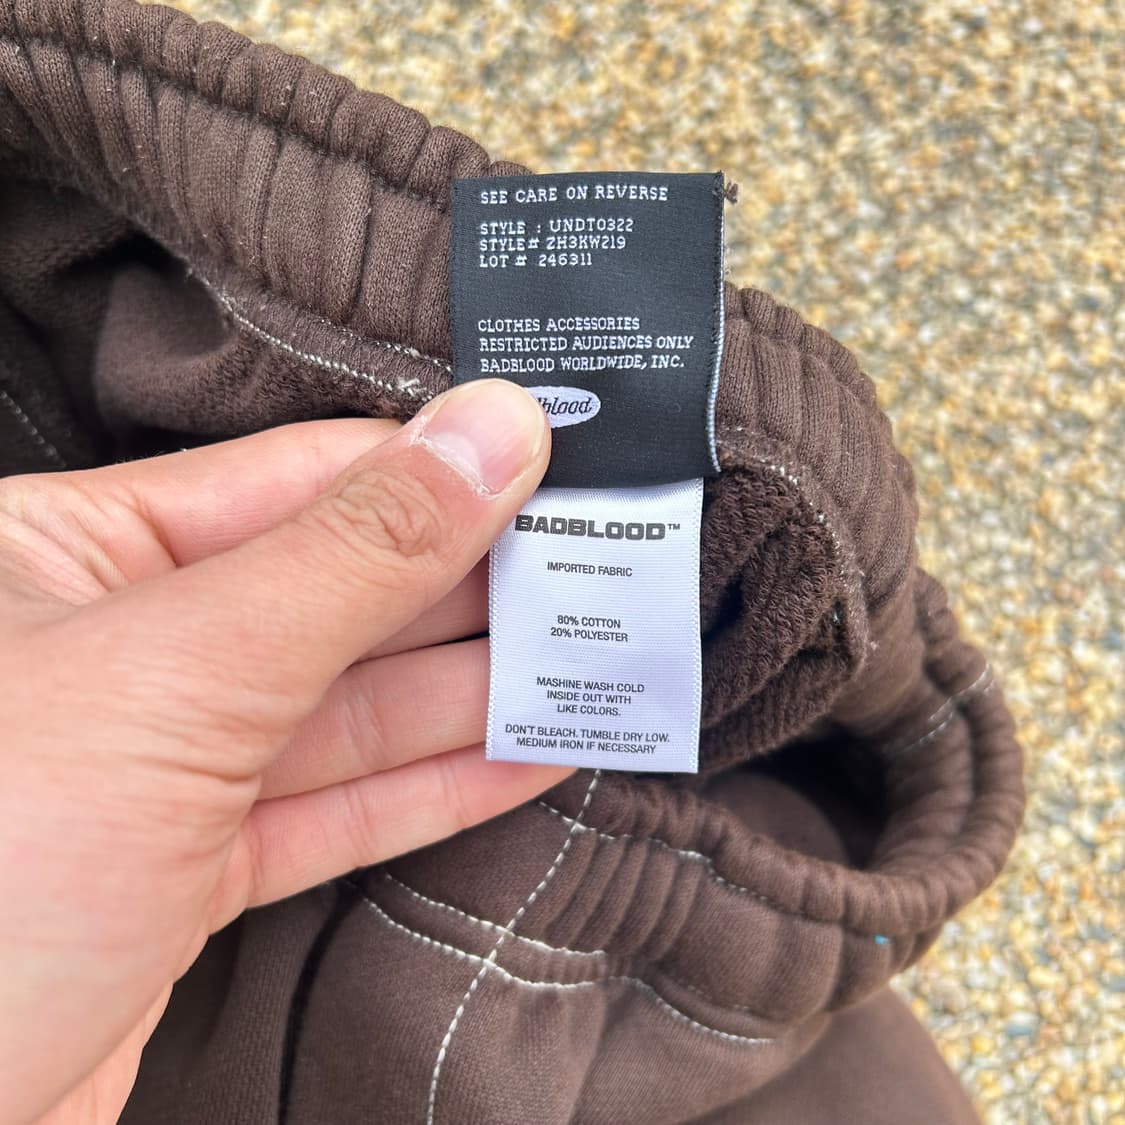 SEE CARE ON REVERSE
STYLE : UNDT0322
STYLE# ZH3KW219
LOT # 246311
CLOTHES ACCESSORIES
RESTRICTED AUDIENCES ONLY
BADBLOOD WORLDWIDE, INC.
blood
BADBLOOD™
IMPORTED FABRIC
80% COTTON
20% POLYESTER
MASHINE WASH COLD
INSIDE OUT WITH
LIKE COLORS.
DON'T BLEACH. TUMBLE DRY LOW.
MEDIUM IRON IF NECESSARY